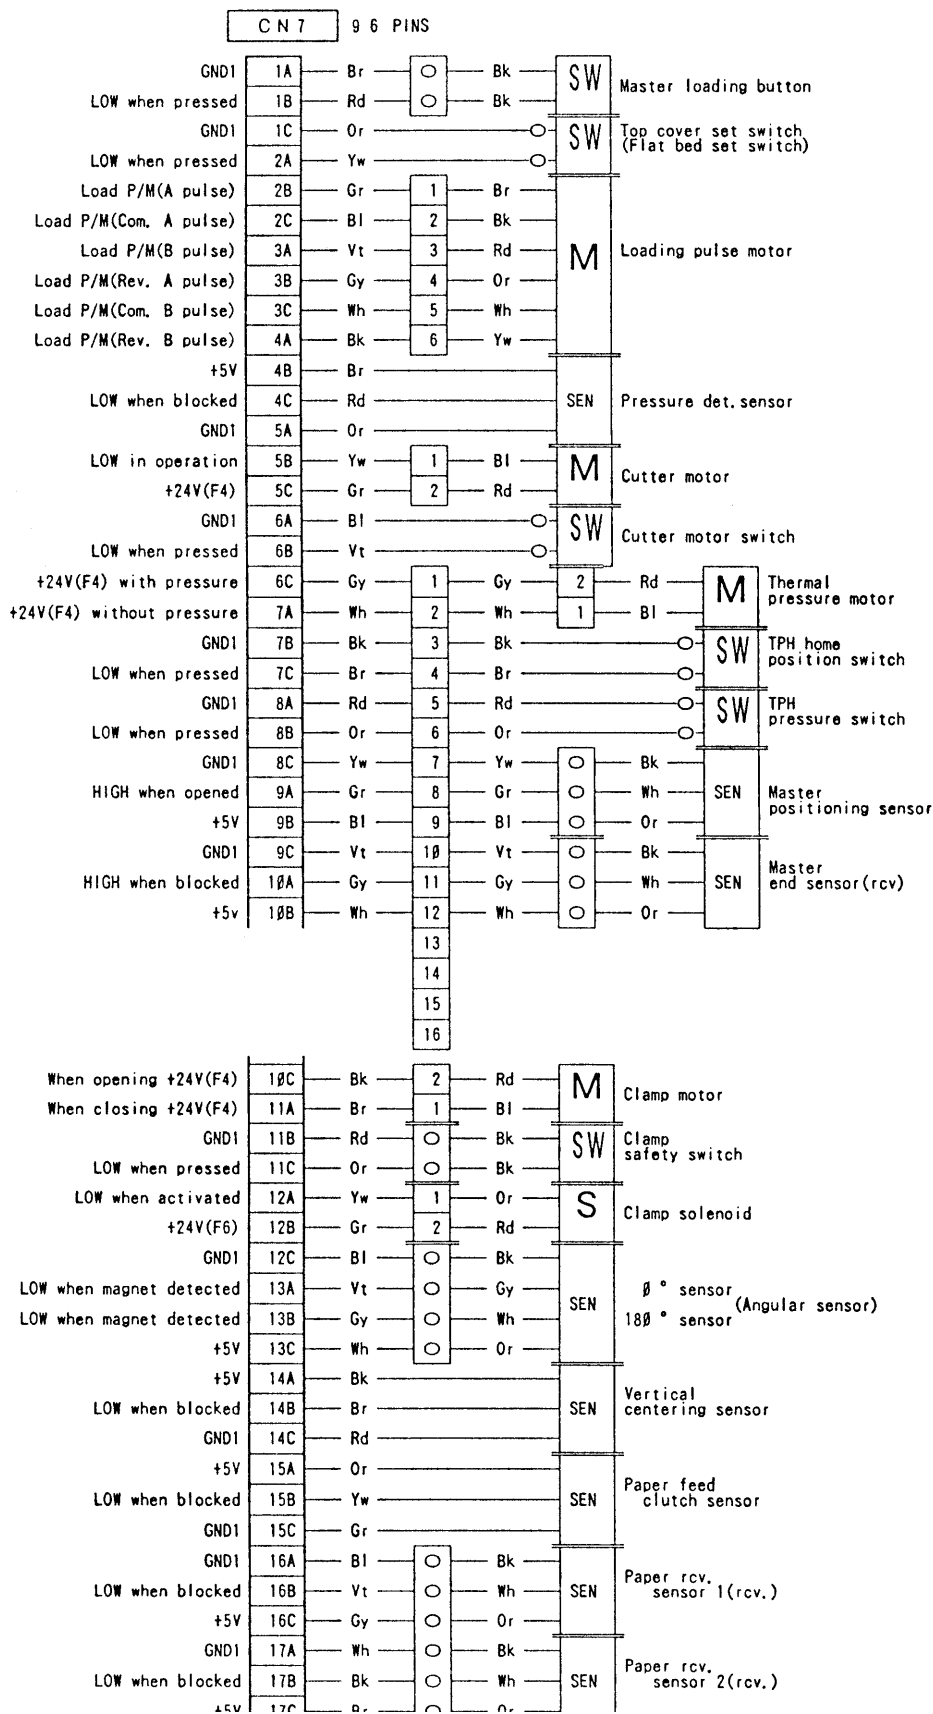 CN7 96 PINS
GND1 1A Br Bk SW Master loading button
LOW when pressed 1B Rd Bk
GND1 1C Or SW Top cover set switch
(Flat bed set switch)
LOW when pressed 2A Yw
Load P/M(A pulse) 2B Gr 1 Br
Load P/M(Com. A pulse) 2C Bl 2 Bk
Load P/M(B pulse) 3A Vt 3 Rd M Loading pulse motor
Load P/M(Rev. A pulse) 3B Gy 4 Or
Load P/M(Com. B pulse) 3C Wh 5 Wh
Load P/M(Rev. B pulse) 4A Bk 6 Yw
+5V 4B Br
LOW when blocked 4C Rd SEN Pressure det.sensor
GND1 5A Or
LOW in operation 5B Yw 1 Bl M Cutter motor
+24V(F4) 5C Gr 2 Rd
GND1 6A Bl SW Cutter motor switch
LOW when pressed 6B Vt
+24V(F4) with pressure 6C Gy 1 Gy 2 Rd M Thermal
pressure motor
+24V(F4) without pressure 7A Wh 2 Wh 1 Bl
GND1 7B Bk 3 Bk SW TPH home
position switch
LOW when pressed 7C Br 4 Br
GND1 8A Rd 5 Rd SW TPH
pressure switch
LOW when pressed 8B Or 6 Or
GND1 8C Yw 7 Yw Bk
HIGH when opened 9A Gr 8 Gr Wh SEN Master
positioning sensor
+5V 9B Bl 9 Bl Or
GND1 9C Vt 10 Vt Bk
HIGH when blocked 10A Gy 11 Gy Wh SEN Master
end sensor(rcv)
+5v 10B Wh 12 Wh Or
13
14
15
16
When opening +24V(F4) 10C Bk 2 Rd M Clamp motor
When closing +24V(F4) 11A Br 1 Bl
GND1 11B Rd Bk SW Clamp
safety switch
LOW when pressed 11C Or Bk
LOW when activated 12A Yw 1 Or S Clamp solenoid
+24V(F6) 12B Gr 2 Rd
GND1 12C Bl Bk
LOW when magnet detected 13A Vt Gy SEN 0° sensor
(Angular sensor)
LOW when magnet detected 13B Gy Wh 180° sensor
+5V 13C Wh Or
+5V 14A Bk
LOW when blocked 14B Br SEN Vertical
centering sensor
GND1 14C Rd
+5V 15A Or
LOW when blocked 15B Yw SEN Paper feed
clutch sensor
GND1 15C Gr
GND1 16A Bl Bk
LOW when blocked 16B Vt Wh SEN Paper rcv.
sensor 1(rcv.)
+5V 16C Gy Or
GND1 17A Wh Bk
LOW when blocked 17B Bk Wh SEN Paper rcv.
sensor 2(rcv.)
+5V 17C Br Or